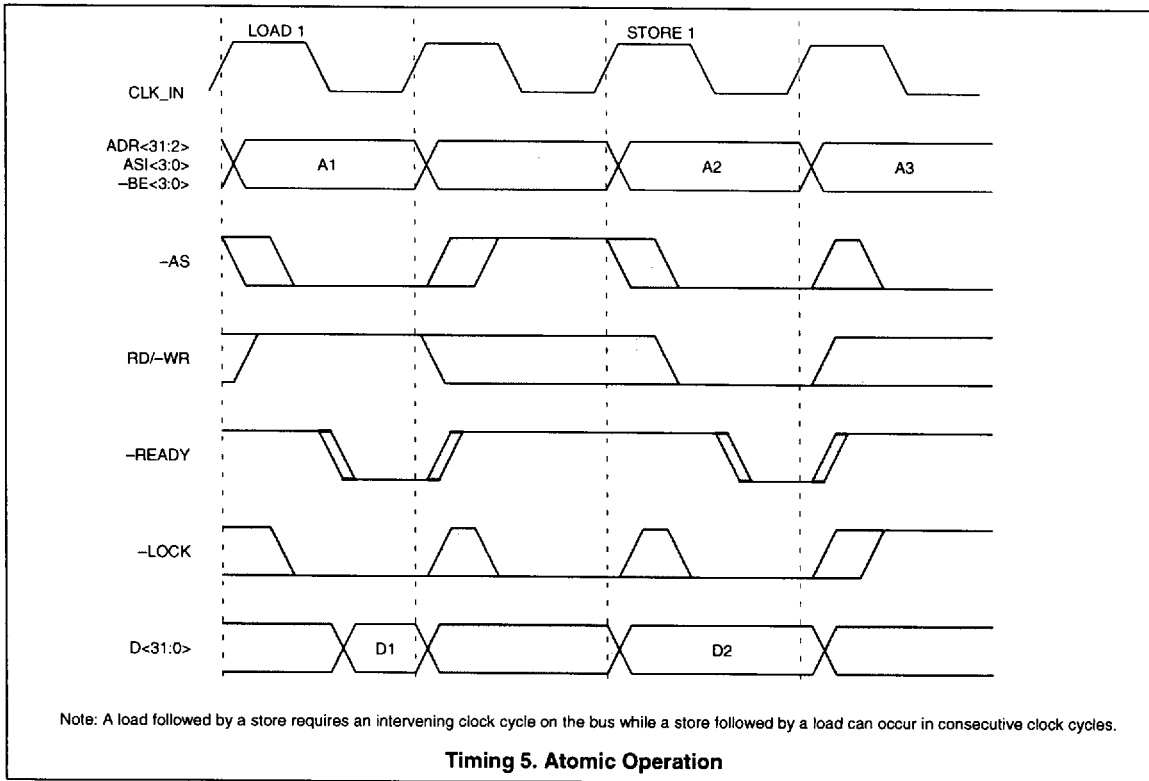 LOAD 1
STORE 1
CLK_IN
ADR<31:2>
ASI<3:0>
–BE<3:0>
A1
A2
A3
–AS
RD/–WR
–READY
–LOCK
D<31:0>
D1
D2
Note: A load followed by a store requires an intervening clock cycle on the bus while a store followed by a load can occur in consecutive clock cycles.
Timing 5. Atomic Operation